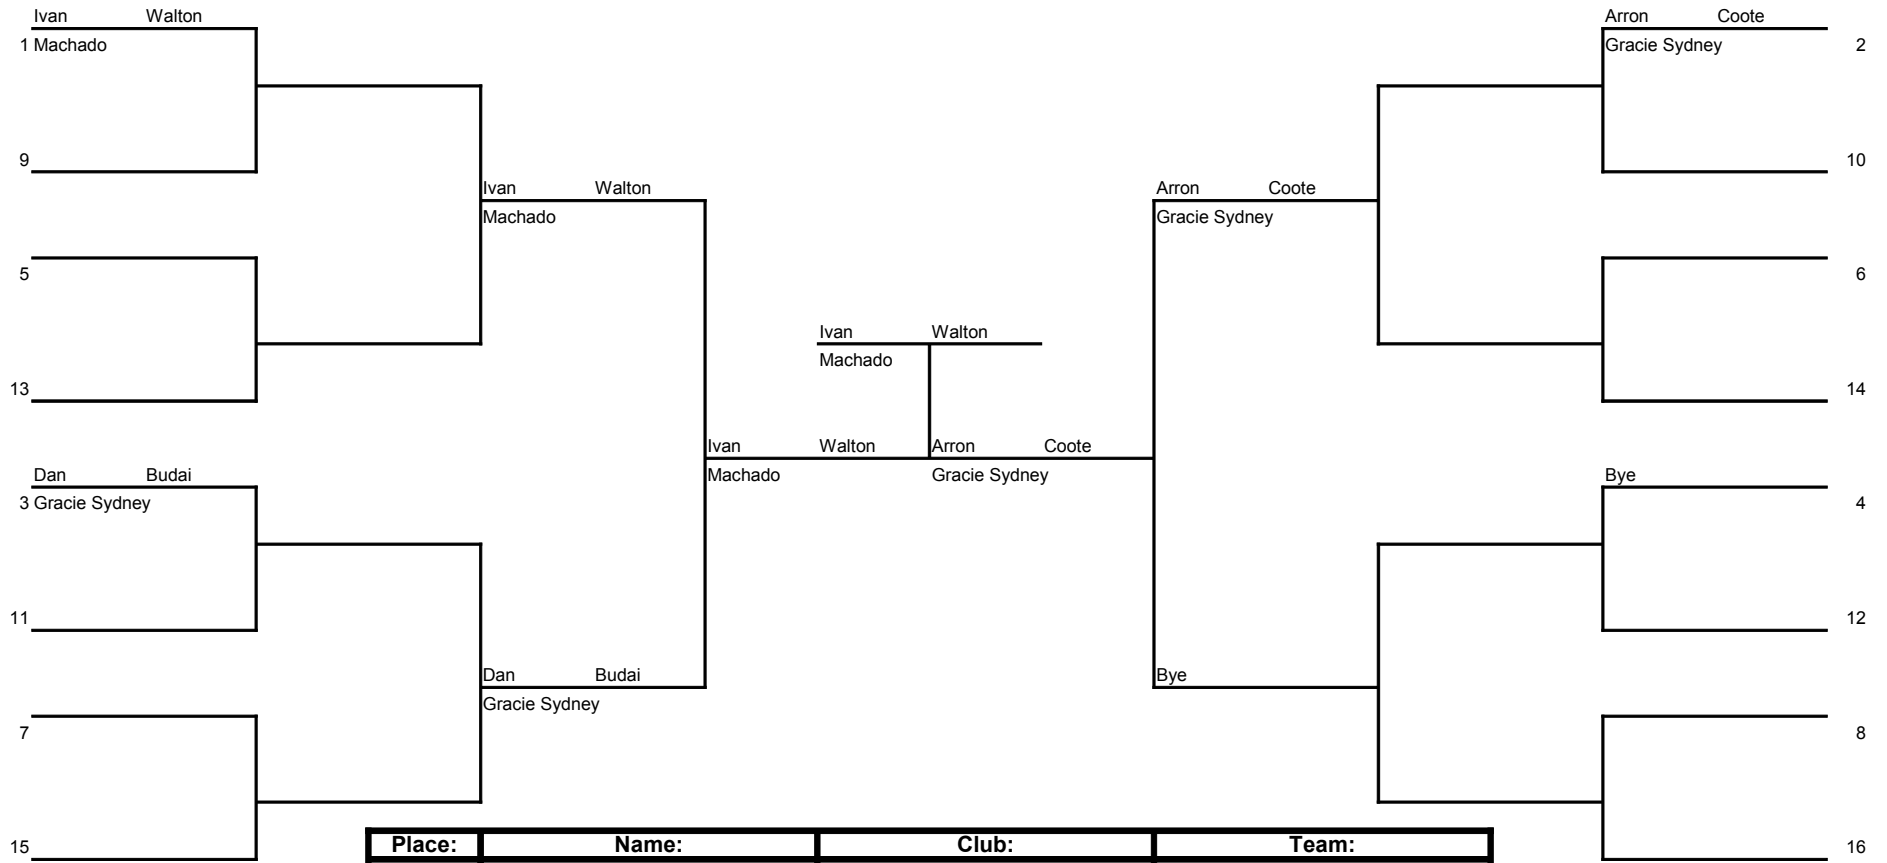 Ivan Walton Arron Coote
1 Machado Gracie Sydney 2
9 10
Ivan Walton Arron Coote
Machado Gracie Sydney
5 6
Ivan Walton
Machado
13 14
Ivan Walton Arron Coote
Machado Gracie Sydney
Dan Budai Bye
3 Gracie Sydney 4
11 12
Dan Budai Bye
Gracie Sydney
7 8
Place: Name: Club: Team:
15 16